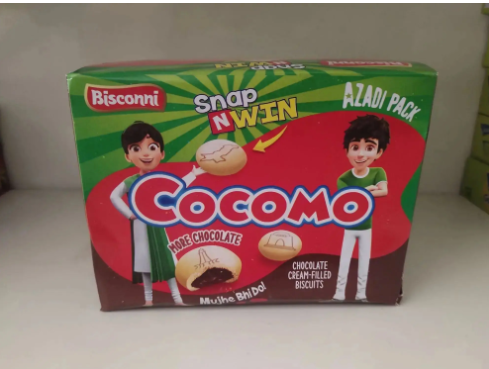 Bisconni
Snap
N WIN
AZADI PACK
COCOMO
MORE CHOCOLATE
CHOCOLATE
CREAM-FILLED
BISCUITS
Mujhe Bhi Do!